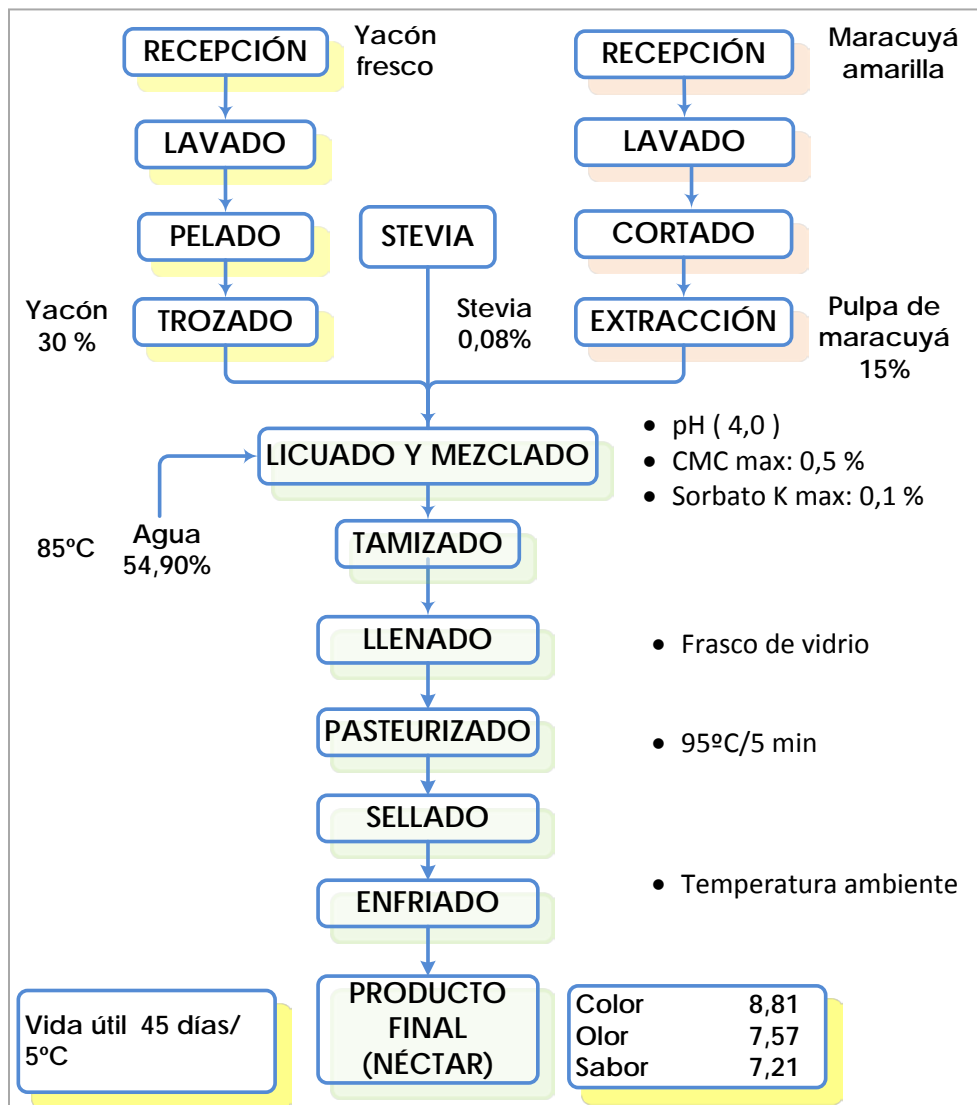 RECEPCIÓN
Yacón
fresco
LAVADO
PELADO
Yacón
30 %
TROZADO
STEVIA
Stevia
0,08%
RECEPCIÓN
Maracuyá
amarilla
LAVADO
CORTADO
EXTRACCIÓN
Pulpa de
maracuyá
15%
LICUADO Y MEZCLADO
• pH ( 4,0 )
• CMC max: 0,5 %
• Sorbato K max: 0,1 %
85ºC
Agua
54,90%
TAMIZADO
LLENADO
• Frasco de vidrio
PASTEURIZADO
• 95ºC/5 min
SELLADO
ENFRIADO
• Temperatura ambiente
PRODUCTO
FINAL
(NÉCTAR)
Vida útil 45 días/
5ºC
Color 8,81
Olor 7,57
Sabor 7,21